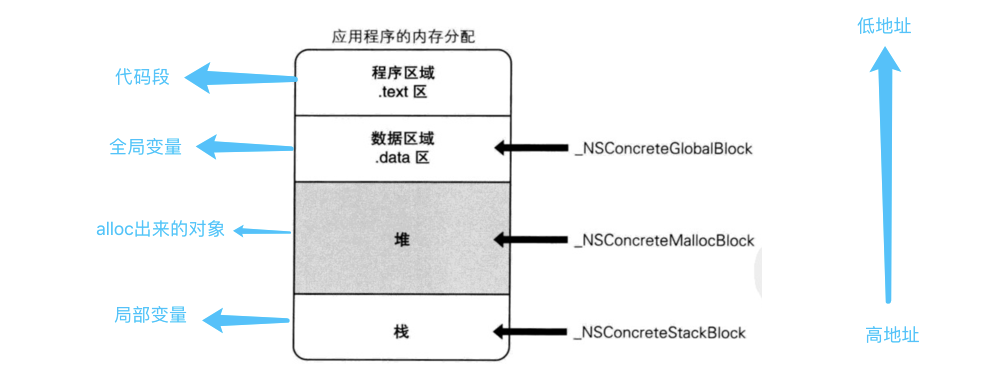 应用程序的内存分配
低地址
代码段
程序区域
.text 区
全局变量
数据区域
.data 区
_NSConcreteGlobalBlock
alloc出来的对象
堆
_NSConcreteMallocBlock
局部变量
栈
_NSConcreteStackBlock
高地址